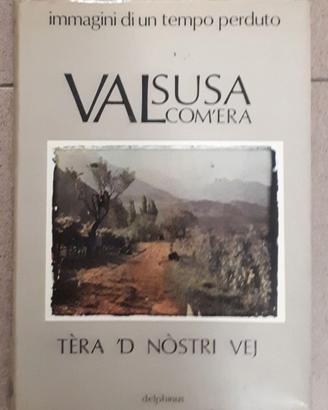 immagini di un tempo perduto
VALSUSA
COM'ERA
TÈRA 'D NÒSTRI VEJ
delphinus